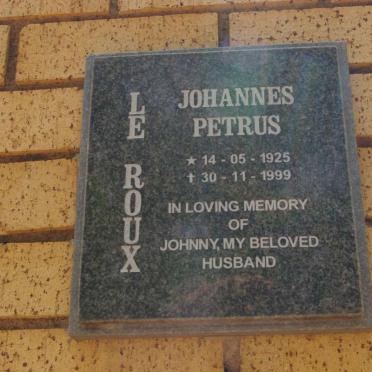 LE ROUX
JOHANNES
PETRUS
★ 14 - 05 - 1925
✝ 30 - 11 - 1999
IN LOVING MEMORY
OF
JOHNNY, MY BELOVED
HUSBAND